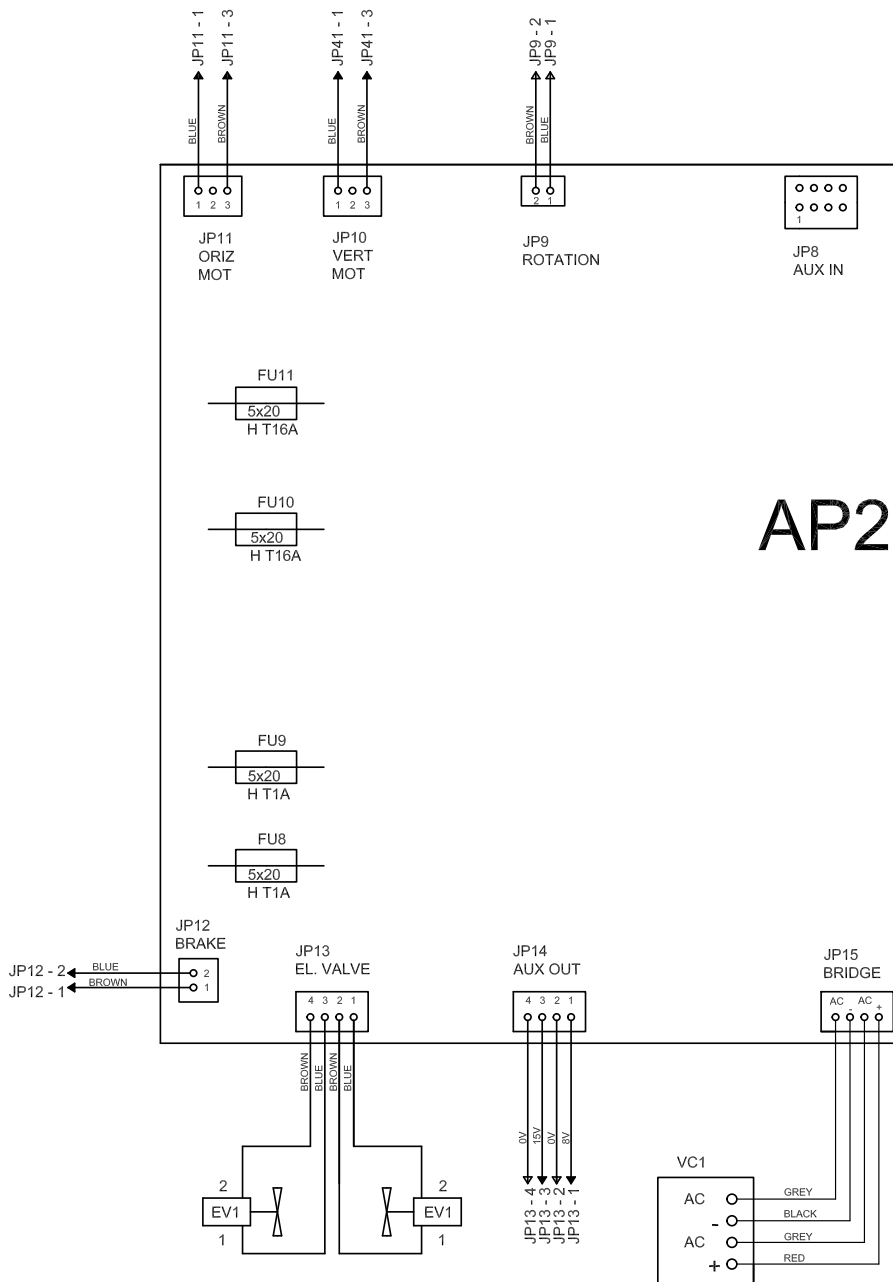 JP11 - 1
JP11 - 3
JP41 - 1
JP41 - 3
JP9 - 2
JP9 - 1
BLUE
BROWN
BLUE
BROWN
BROWN
BLUE
1 2 3
1 2 3
2 1
1
JP11
ORIZ
MOT
JP10
VERT
MOT
JP9
ROTATION
JP8
AUX IN
FU11
5x20
H T16A
FU10
5x20
H T16A
AP2
FU9
5x20
H T1A
FU8
5x20
H T1A
JP12
BRAKE
JP12 - 2
BLUE
2
JP12 - 1
BROWN
1
JP13
EL. VALVE
4 3 2 1
JP14
AUX OUT
4 3 2 1
JP15
BRIDGE
AC - AC +
BROWN
BLUE
BROWN
BLUE
0V
15V
0V
8V
JP13 - 4
JP13 - 3
JP13 - 2
JP13 - 1
2
EV1
1
2
EV1
1
VC1
AC
GREY
-
BLACK
AC
GREY
+
RED